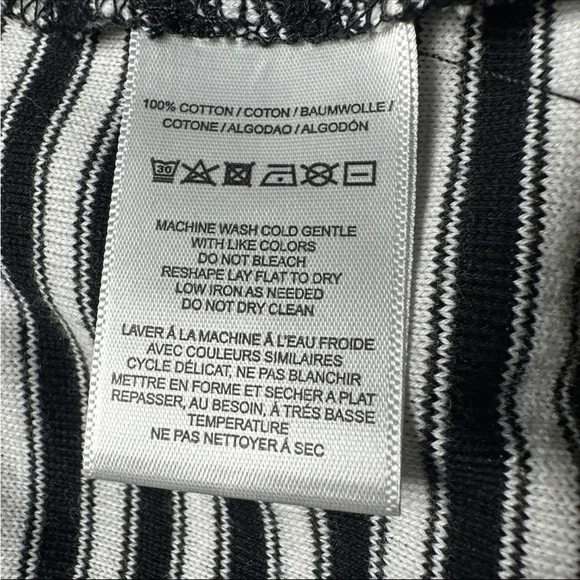 100% COTTON / COTON / BAUMWOLLE /
COTONE / ALGODAO / ALGODÓN
30
MACHINE WASH COLD GENTLE
WITH LIKE COLORS
DO NOT BLEACH
RESHAPE LAY FLAT TO DRY
LOW IRON AS NEEDED
DO NOT DRY CLEAN
LAVER Á LA MACHINE Á L'EAU FROIDE
AVEC COULEURS SIMILAIRES
CYCLE DÉLICAT, NE PAS BLANCHIR
METTRE EN FORME ET SECHER A PLAT
REPASSER, AU BESOIN, Á TRÉS BASSE
TEMPERATURE
NE PAS NETTOYER Á SEC